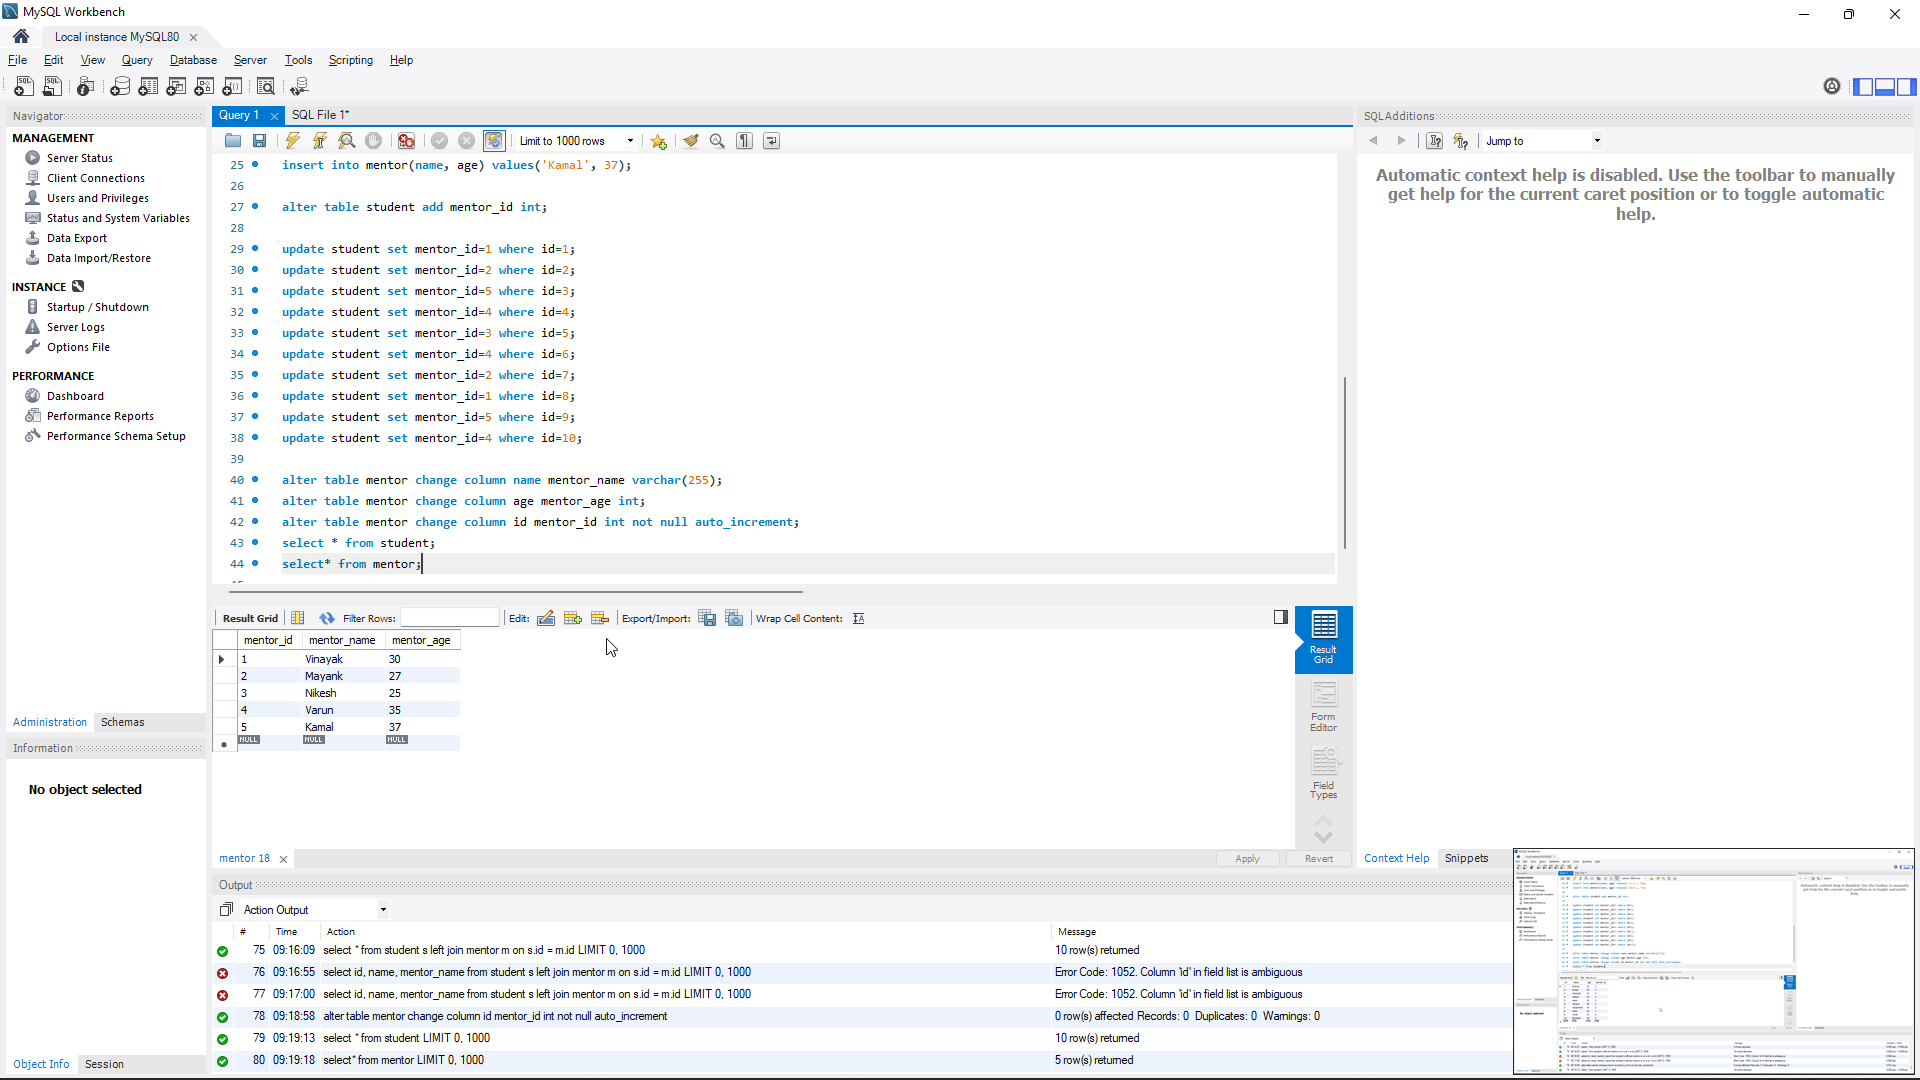 MySQL Workbench
Local instance MySQL80
File Edit View Query Database Server Tools Scripting Help
Navigator
MANAGEMENT
Server Status
Client Connections
Users and Privileges
Status and System Variables
Data Export
Data Import/Restore
INSTANCE
Startup / Shutdown
Server Logs
Options File
PERFORMANCE
Dashboard
Performance Reports
Performance Schema Setup
Administration Schemas
Information
No object selected
Object Info Session
Query 1 SQL File 1*
Limit to 1000 rows
25 insert into mentor(name, age) values('Kamal', 37);
26
27 alter table student add mentor_id int;
28
29 update student set mentor_id=1 where id=1;
30 update student set mentor_id=2 where id=2;
31 update student set mentor_id=5 where id=3;
32 update student set mentor_id=4 where id=4;
33 update student set mentor_id=3 where id=5;
34 update student set mentor_id=4 where id=6;
35 update student set mentor_id=2 where id=7;
36 update student set mentor_id=1 where id=8;
37 update student set mentor_id=5 where id=9;
38 update student set mentor_id=4 where id=10;
39
40 alter table mentor change column name mentor_name varchar(255);
41 alter table mentor change column age mentor_age int;
42 alter table mentor change column id mentor_id int not null auto_increment;
43 select * from student;
44 select* from mentor;
Result Grid Filter Rows: Edit: Export/Import: Wrap Cell Content:
mentor_id mentor_name mentor_age
1 Vinayak 30
2 Mayank 27
3 Nikesh 25
4 Varun 35
5 Kamal 37
NULL NULL NULL
Result Grid
Form Editor
Field Types
mentor 18
Apply Revert
Output
Action Output
# Time Action Message
75 09:16:09 select * from student s left join mentor m on s.id = m.id LIMIT 0, 1000 10 row(s) returned
76 09:16:55 select id, name, mentor_name from student s left join mentor m on s.id = m.id LIMIT 0, 1000 Error Code: 1052. Column 'id' in field list is ambiguous
77 09:17:00 select id, name, mentor_name from student s left join mentor m on s.id = m.id LIMIT 0, 1000 Error Code: 1052. Column 'id' in field list is ambiguous
78 09:18:58 alter table mentor change column id mentor_id int not null auto_increment 0 row(s) affected Records: 0 Duplicates: 0 Warnings: 0
79 09:19:13 select * from student LIMIT 0, 1000 10 row(s) returned
80 09:19:18 select* from mentor LIMIT 0, 1000 5 row(s) returned
SQLAdditions
Jump to
Automatic context help is disabled. Use the toolbar to manually
get help for the current caret position or to toggle automatic
help.
Context Help Snippets